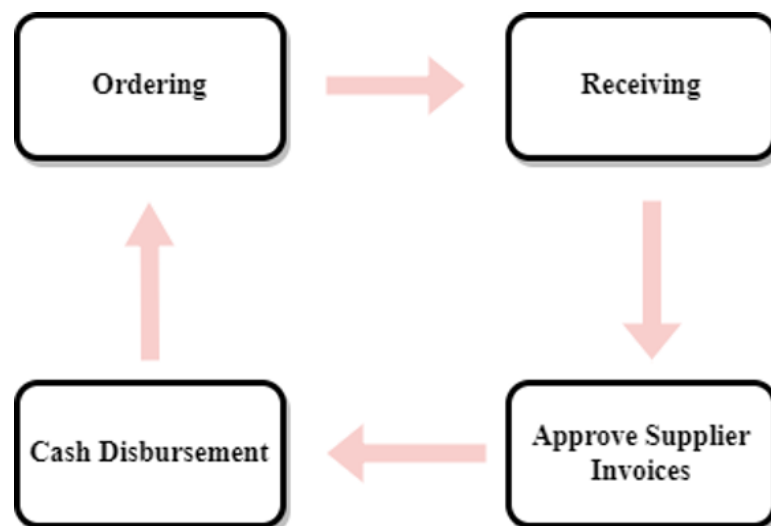 Ordering
Receiving
Cash Disbursement
Approve Supplier
Invoices